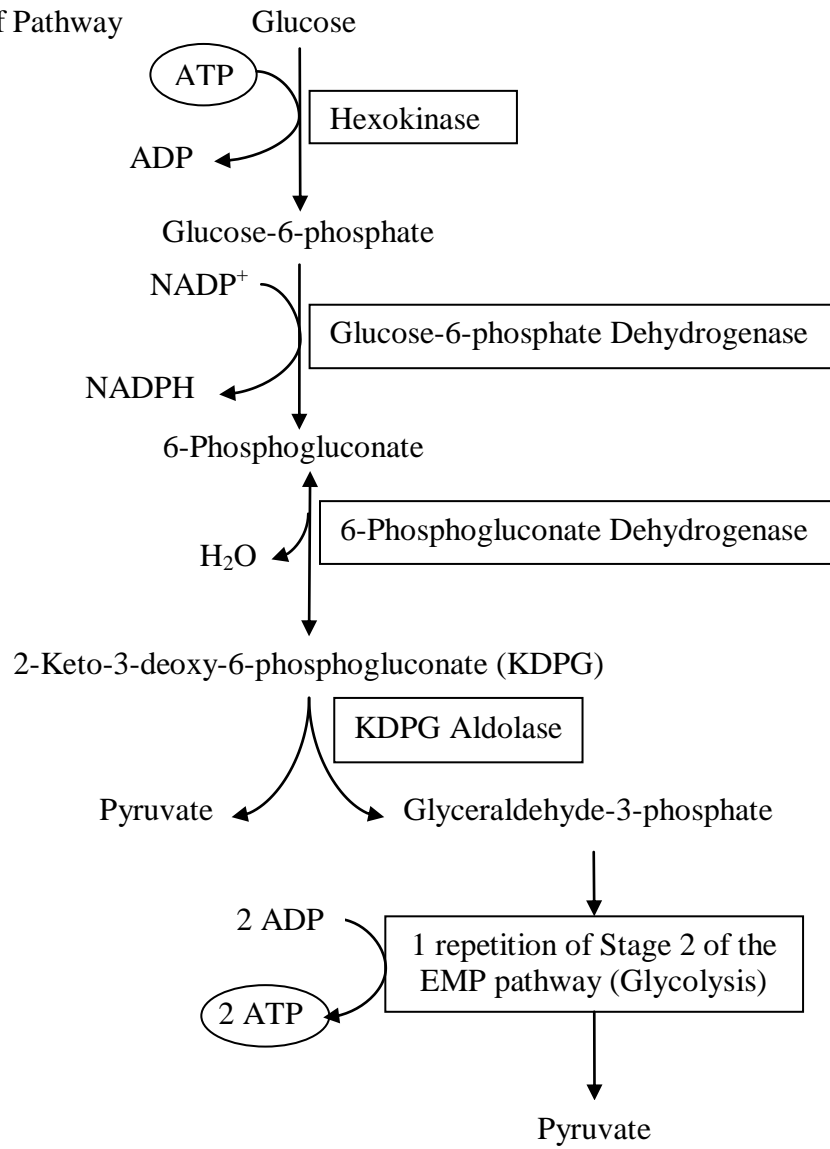 f Pathway Glucose
ATP
Hexokinase
ADP
Glucose-6-phosphate
NADP⁺
Glucose-6-phosphate Dehydrogenase
NADPH
6-Phosphogluconate
6-Phosphogluconate Dehydrogenase
H₂O
2-Keto-3-deoxy-6-phosphogluconate (KDPG)
KDPG Aldolase
Pyruvate Glyceraldehyde-3-phosphate
2 ADP
1 repetition of Stage 2 of the
EMP pathway (Glycolysis)
2 ATP
Pyruvate